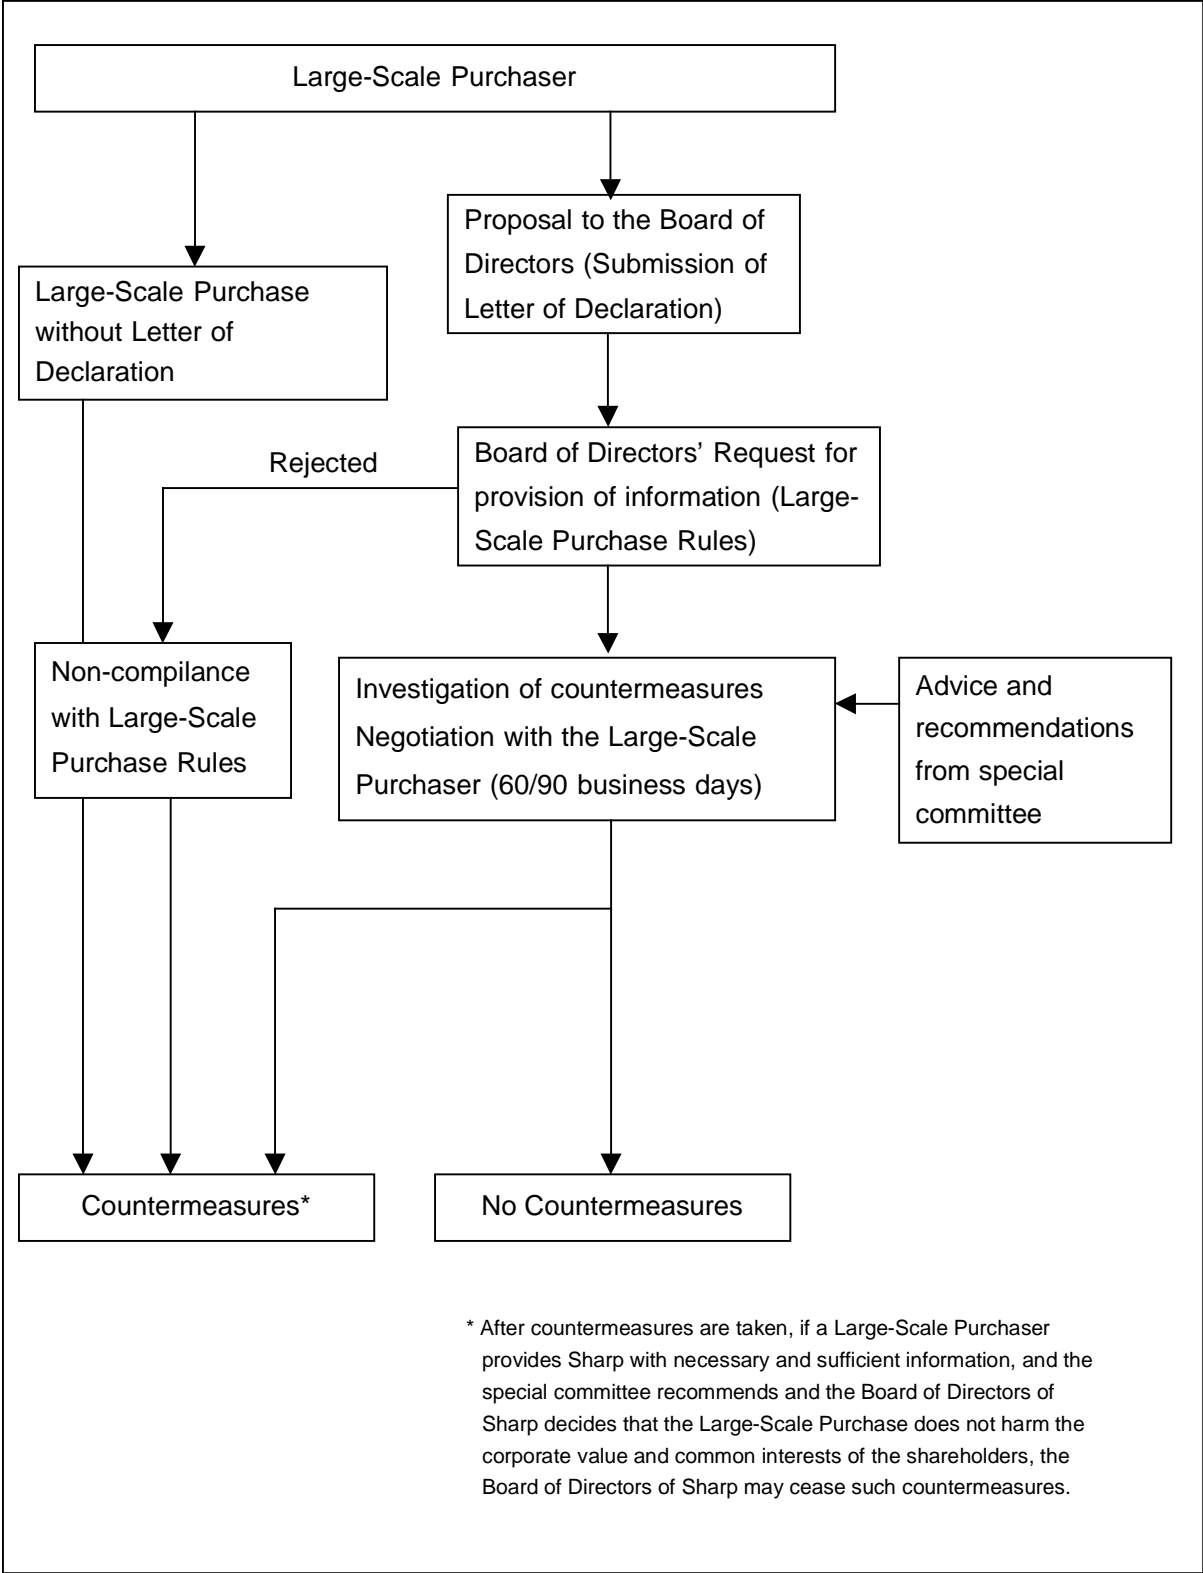 Large-Scale Purchaser
Proposal to the Board of
Directors (Submission of
Letter of Declaration)
Large-Scale Purchase
without Letter of
Declaration
Rejected
Board of Directors’ Request for
provision of information (Large-
Scale Purchase Rules)
Non-compilance
with Large-Scale
Purchase Rules
Investigation of countermeasures
Negotiation with the Large-Scale
Purchaser (60/90 business days)
Advice and
recommendations
from special
committee
Countermeasures*
No Countermeasures
* After countermeasures are taken, if a Large-Scale Purchaser
provides Sharp with necessary and sufficient information, and the
special committee recommends and the Board of Directors of
Sharp decides that the Large-Scale Purchase does not harm the
corporate value and common interests of the shareholders, the
Board of Directors of Sharp may cease such countermeasures.